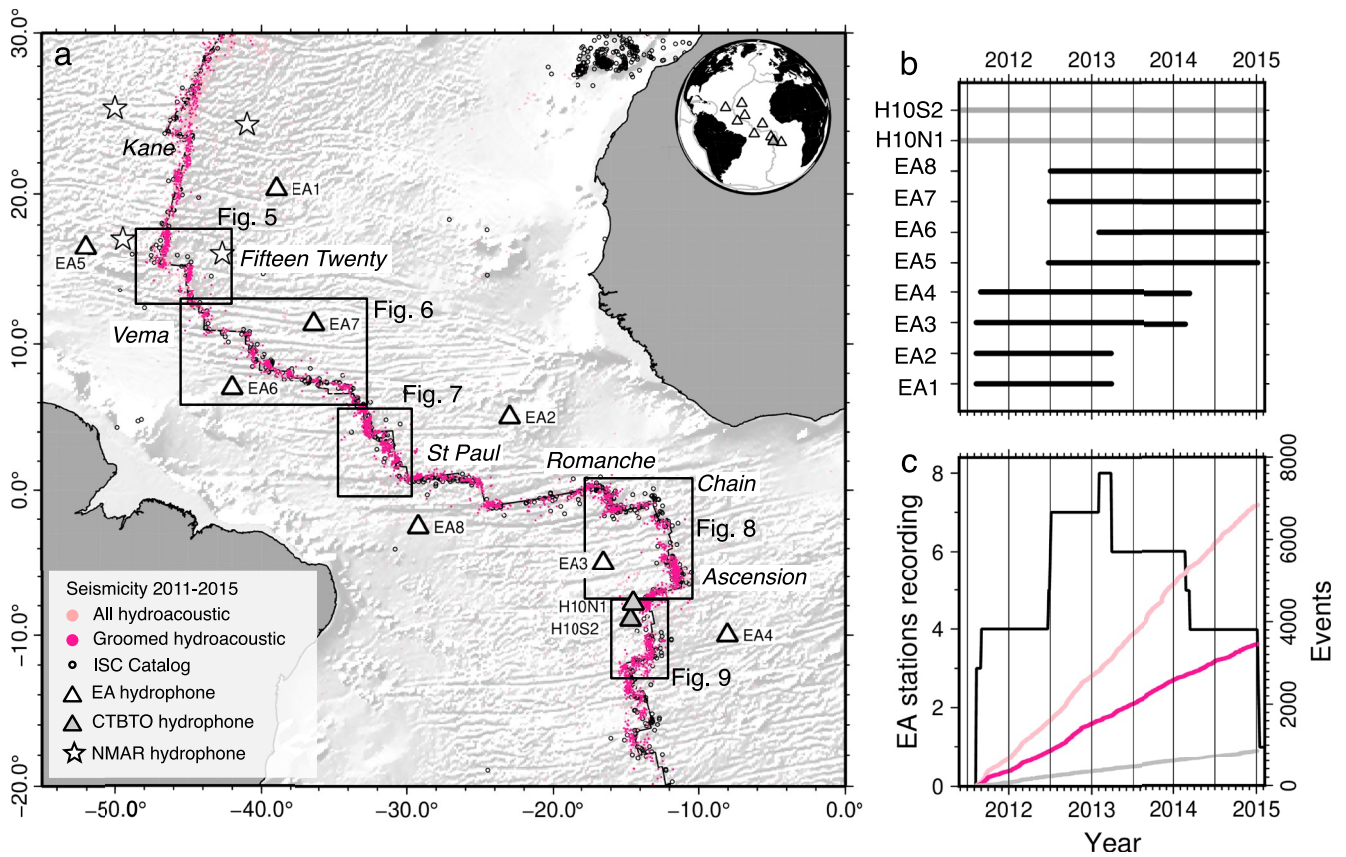 a
30.0°
20.0°
10.0°
0.0°
−10.0°
−20.0°
−50.0°
−40.0°
−30.0°
−20.0°
−10.0°
0.0°
Kane
EA1
Fig. 5
EA5
Fifteen Twenty
Vema
Fig. 6
EA7
EA6
Fig. 7
EA2
St Paul
Romanche
Chain
EA8
Fig. 8
EA3
Ascension
H10N1
H10S2
EA4
Fig. 9
Seismicity 2011-2015
All hydroacoustic
Groomed hydroacoustic
ISC Catalog
EA hydrophone
CTBTO hydrophone
NMAR hydrophone
b
2012 2013 2014 2015
H10S2
H10N1
EA8
EA7
EA6
EA5
EA4
EA3
EA2
EA1
c
EA stations recording
8
6
4
2
0
Events
8000
6000
4000
2000
0
2012 2013 2014 2015
Year